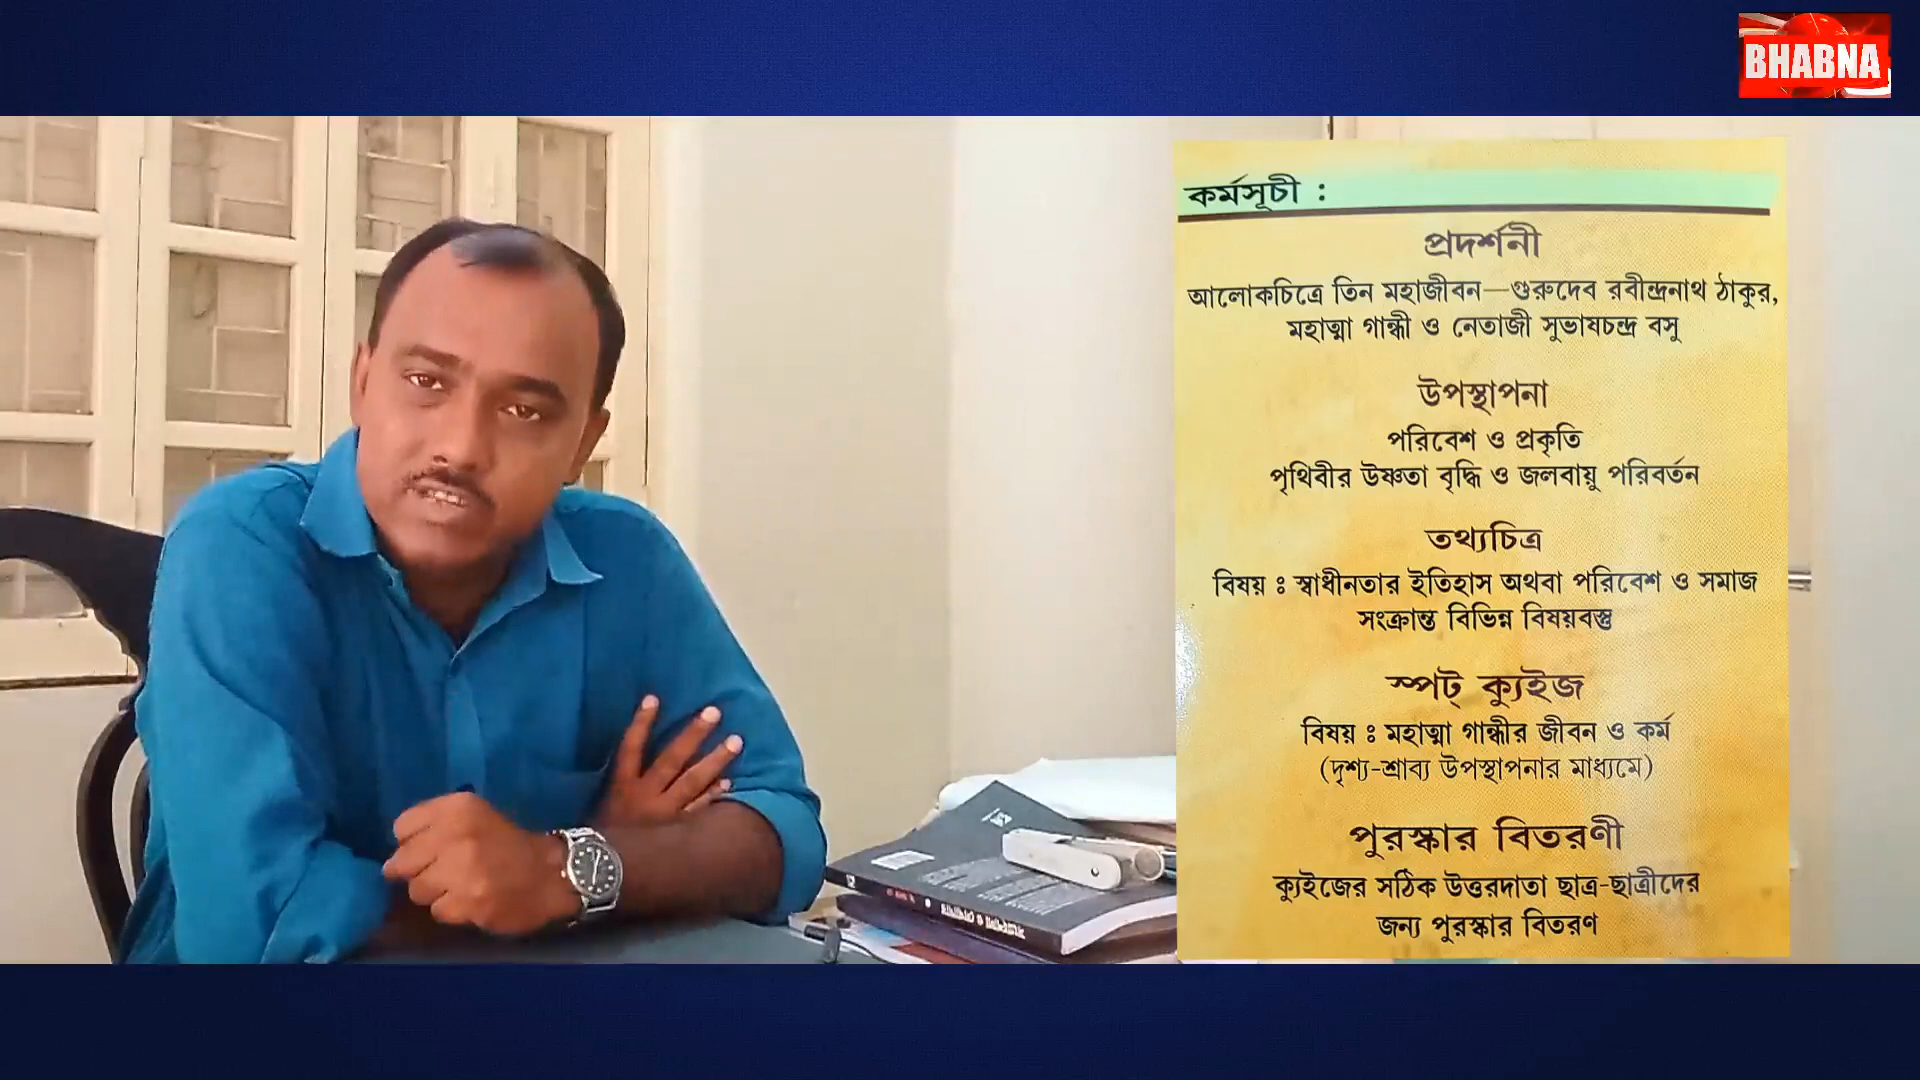 BHABNA
কর্মসূচী :
প্রদর্শনী
আলোকচিত্রে তিন মহাজীবন—গুরুদেব রবীন্দ্রনাথ ঠাকুর,
মহাত্মা গান্ধী ও নেতাজী সুভাষচন্দ্র বসু
উপস্থাপনা
পরিবেশ ও প্রকৃতি
পৃথিবীর উষ্ণতা বৃদ্ধি ও জলবায়ু পরিবর্তন
তথ্যচিত্র
বিষয় ঃ স্বাধীনতার ইতিহাস অথবা পরিবেশ ও সমাজ
সংক্রান্ত বিভিন্ন বিষয়বস্তু
স্পট্ ক্যুইজ
বিষয় ঃ মহাত্মা গান্ধীর জীবন ও কর্ম
(দৃশ্য-শ্রাব্য উপস্থাপনার মাধ্যমে)
পুরস্কার বিতরণী
ক্যুইজের সঠিক উত্তরদাতা ছাত্র-ছাত্রীদের
জন্য পুরস্কার বিতরণ